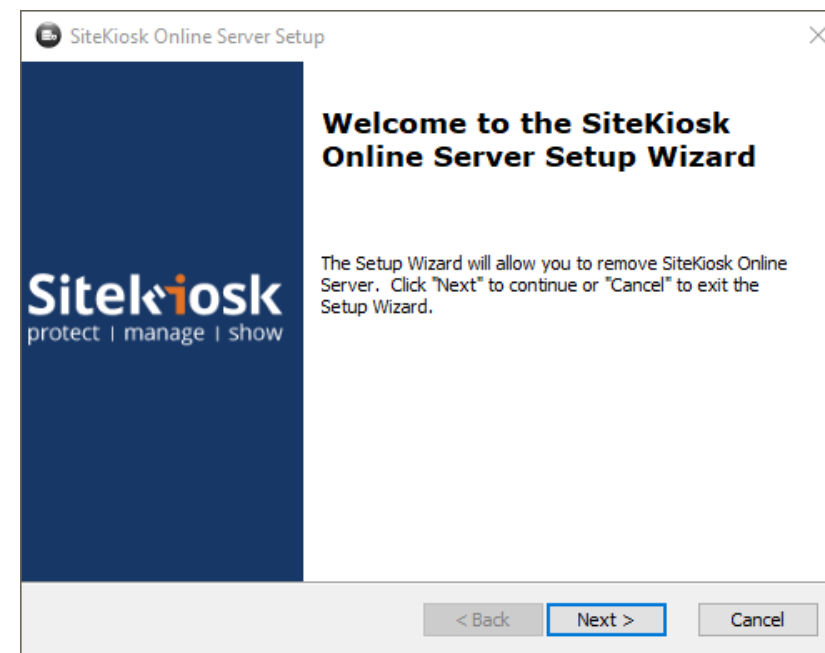 SiteKiosk Online Server Setup
Welcome to the SiteKiosk
Online Server Setup Wizard
The Setup Wizard will allow you to remove SiteKiosk Online
Server. Click "Next" to continue or "Cancel" to exit the
Setup Wizard.
Sitekiosk
protect | manage | show
< Back
Next >
Cancel